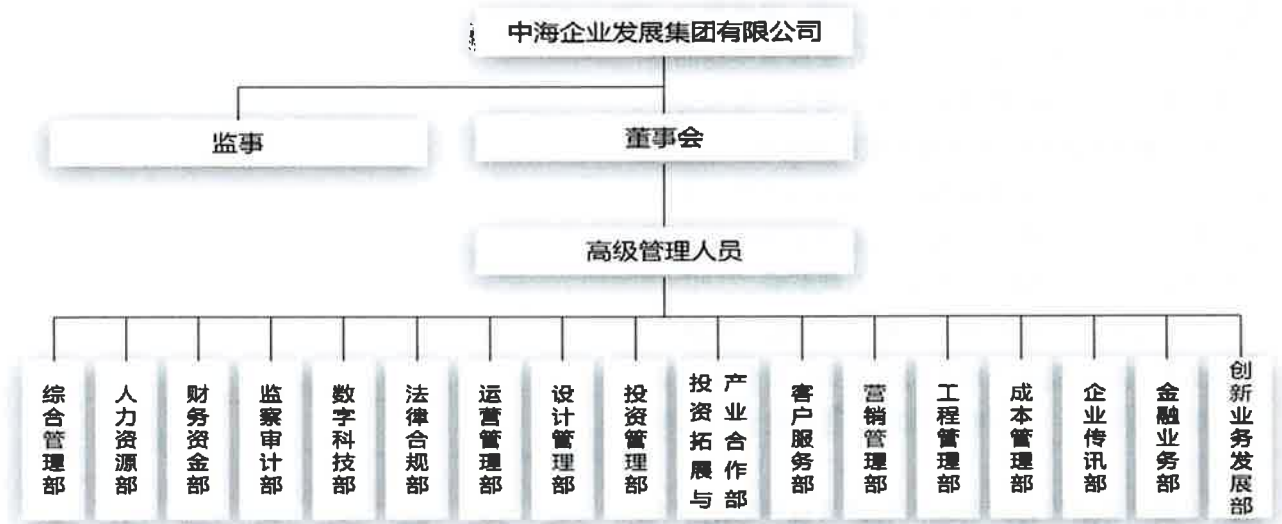 中海企业发展集团有限公司
监事
董事会
高级管理人员
综合管理部
人力资源部
财务资金部
监察审计部
数字科技部
法律合规部
运营管理部
设计管理部
投资管理部
投资拓展与
产业合作部
客户服务部
营销管理部
工程管理部
成本管理部
企业传讯部
金融业务部
创新业务发展部